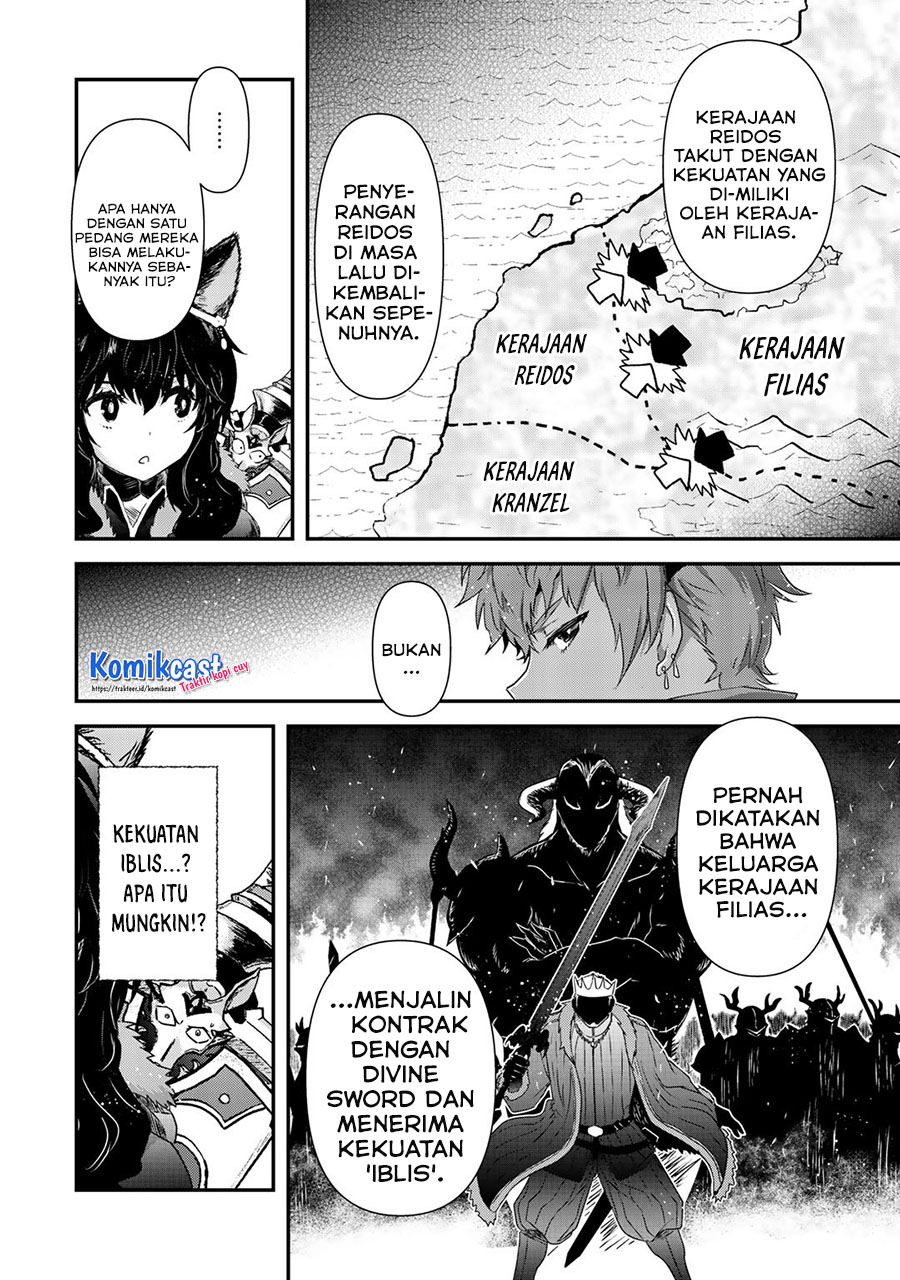 KERAJAAN
REIDOS
TAKUT DENGAN
KEKUATAN YANG
DI-MILIKI
OLEH KERAJA-
AN FILIAS.
PENYE-
RANGAN
REIDOS
DI MASA
LALU DI-
KEMBALI-
KAN SEPE-
NUHNYA.
KERAJAAN
REIDOS
KERAJAAN
FILIAS
KERAJAAN
KRANZEL
......
APA HANYA
DENGAN SATU
PEDANG MEREKA
BISA MELAKU-
KANNYA SEBA-
NYAK ITU?
BUKAN
...
Komikcast
https://trakteer.id/komikcast
Traktir kopi cuy
PERNAH
DIKATAKAN
BAHWA
KELUARGA
KERAJAAN
FILIAS...
...MENJALIN
KONTRAK
DENGAN
DIVINE
SWORD DAN
MENERIMA
KEKUATAN
'IBLIS'.
KEKUATAN
IBLIS...?
APA ITU
MUNGKIN!?